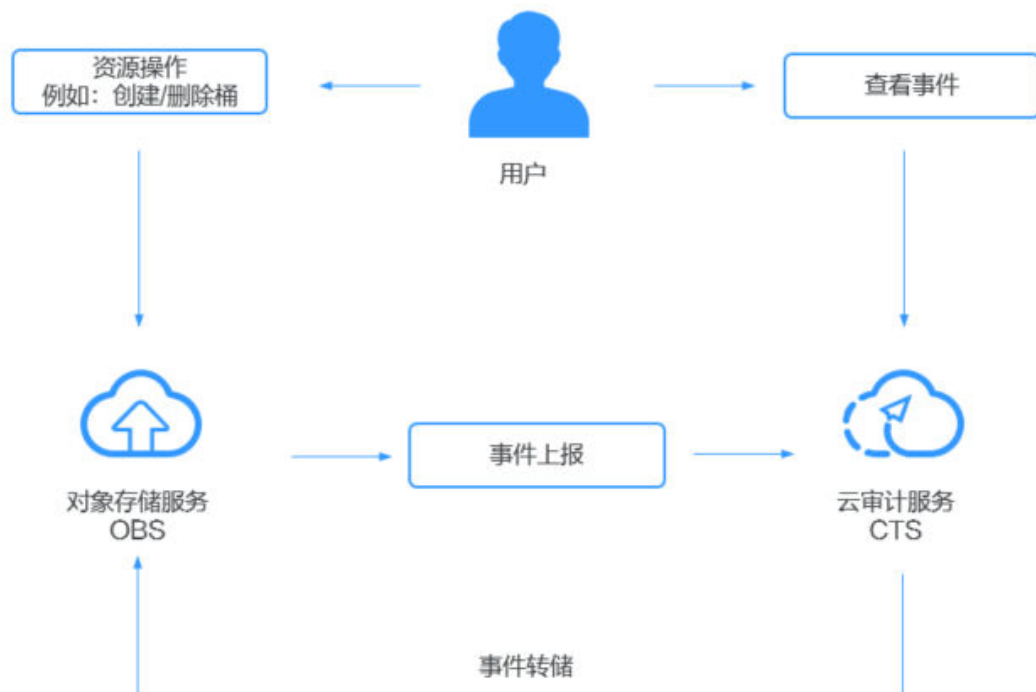 资源操作
例如：创建/删除桶
查看事件
用户
事件上报
对象存储服务
OBS
云审计服务
CTS
事件转储